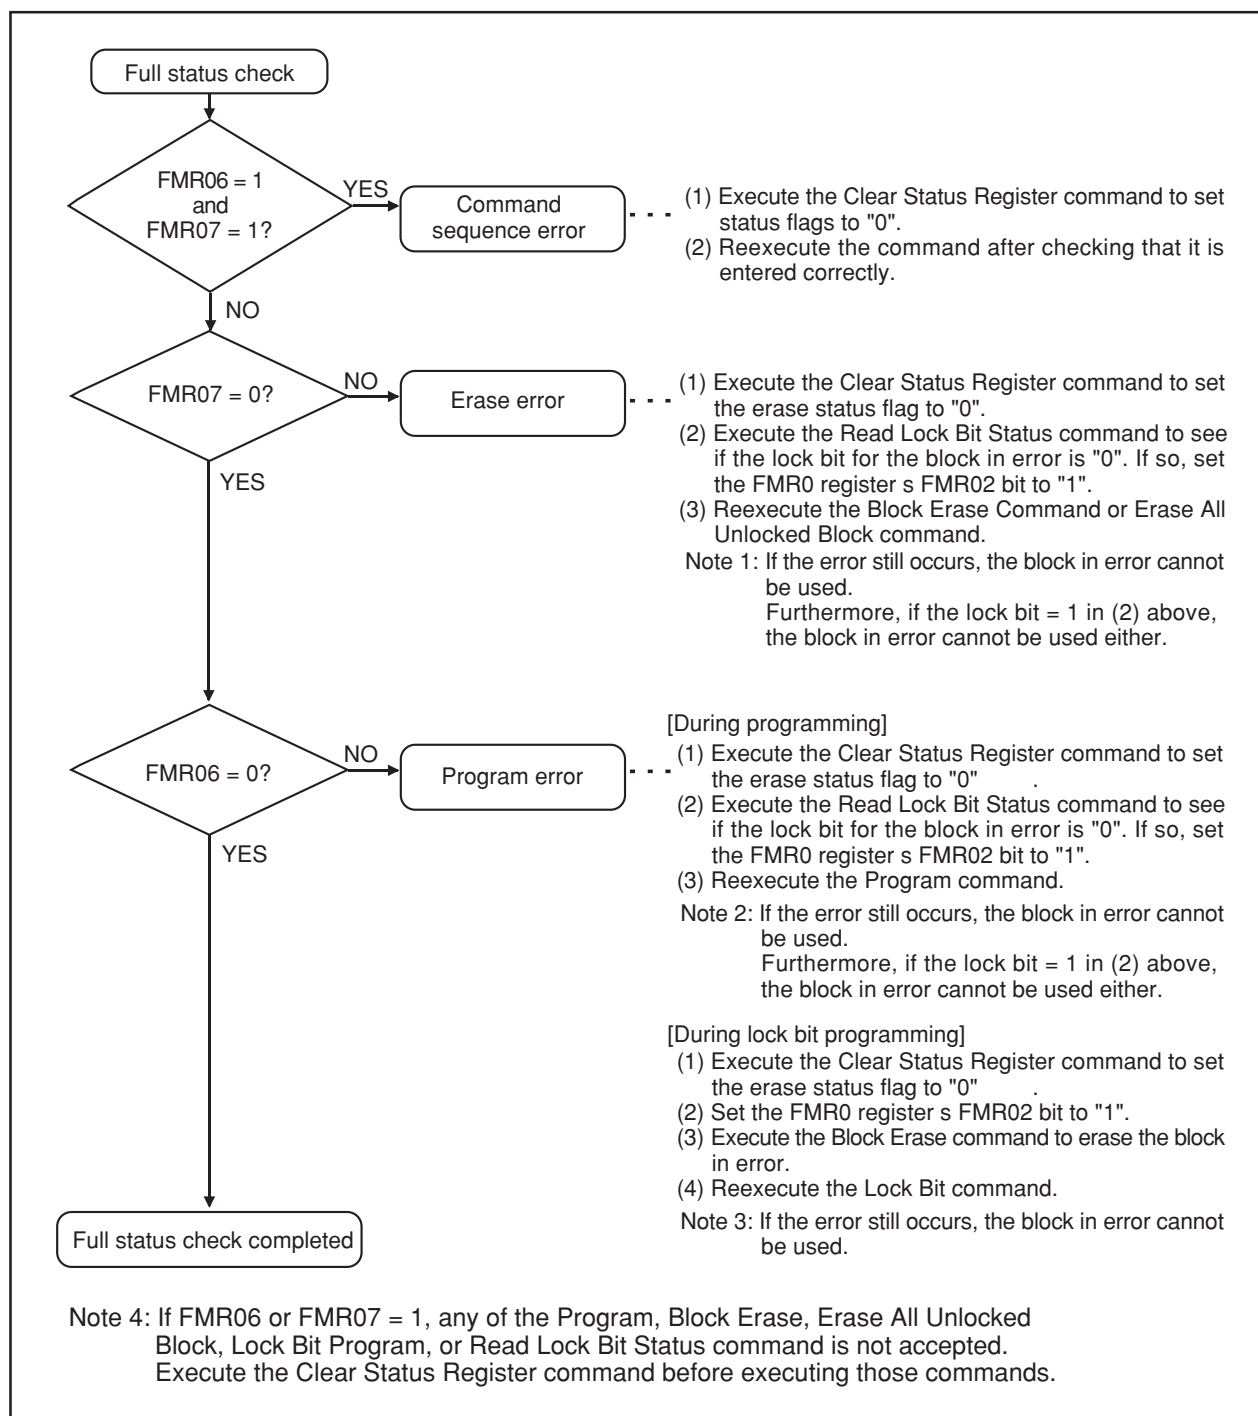 Full status check
FMR06 = 1
and
FMR07 = 1?
YES
Command
sequence error
(1) Execute the Clear Status Register command to set
status flags to "0".
(2) Reexecute the command after checking that it is
entered correctly.
NO
FMR07 = 0?
NO
Erase error
(1) Execute the Clear Status Register command to set
the erase status flag to "0".
(2) Execute the Read Lock Bit Status command to see
if the lock bit for the block in error is "0". If so, set
the FMR0 register s FMR02 bit to "1".
(3) Reexecute the Block Erase Command or Erase All
Unlocked Block command.
Note 1: If the error still occurs, the block in error cannot
be used.
Furthermore, if the lock bit = 1 in (2) above,
the block in error cannot be used either.
YES
FMR06 = 0?
NO
Program error
[During programming]
(1) Execute the Clear Status Register command to set
the erase status flag to "0" .
(2) Execute the Read Lock Bit Status command to see
if the lock bit for the block in error is "0". If so, set
the FMR0 register s FMR02 bit to "1".
(3) Reexecute the Program command.
Note 2: If the error still occurs, the block in error cannot
be used.
Furthermore, if the lock bit = 1 in (2) above,
the block in error cannot be used either.
[During lock bit programming]
(1) Execute the Clear Status Register command to set
the erase status flag to "0" .
(2) Set the FMR0 register s FMR02 bit to "1".
(3) Execute the Block Erase command to erase the block
in error.
(4) Reexecute the Lock Bit command.
Note 3: If the error still occurs, the block in error cannot
be used.
YES
Full status check completed
Note 4: If FMR06 or FMR07 = 1, any of the Program, Block Erase, Erase All Unlocked
Block, Lock Bit Program, or Read Lock Bit Status command is not accepted.
Execute the Clear Status Register command before executing those commands.